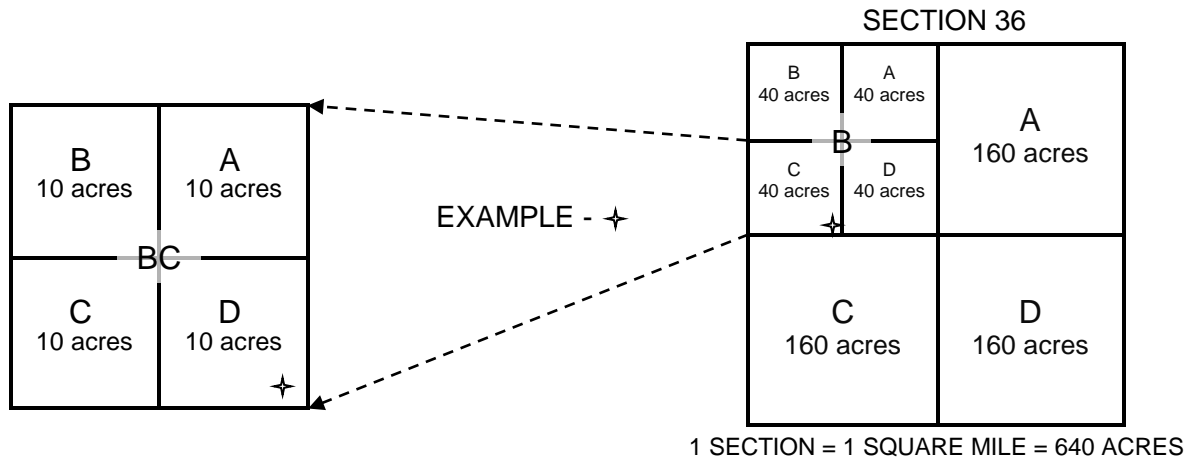 SECTION 36
B
40 acres
A
40 acres
A
160 acres
B
C
40 acres
D
40 acres
C
160 acres
D
160 acres
1 SECTION = 1 SQUARE MILE = 640 ACRES
EXAMPLE -
B
10 acres
A
10 acres
BC
C
10 acres
D
10 acres